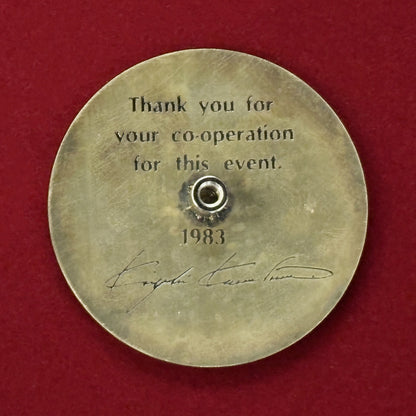 Thank you for
your co-operation
for this event.
1983